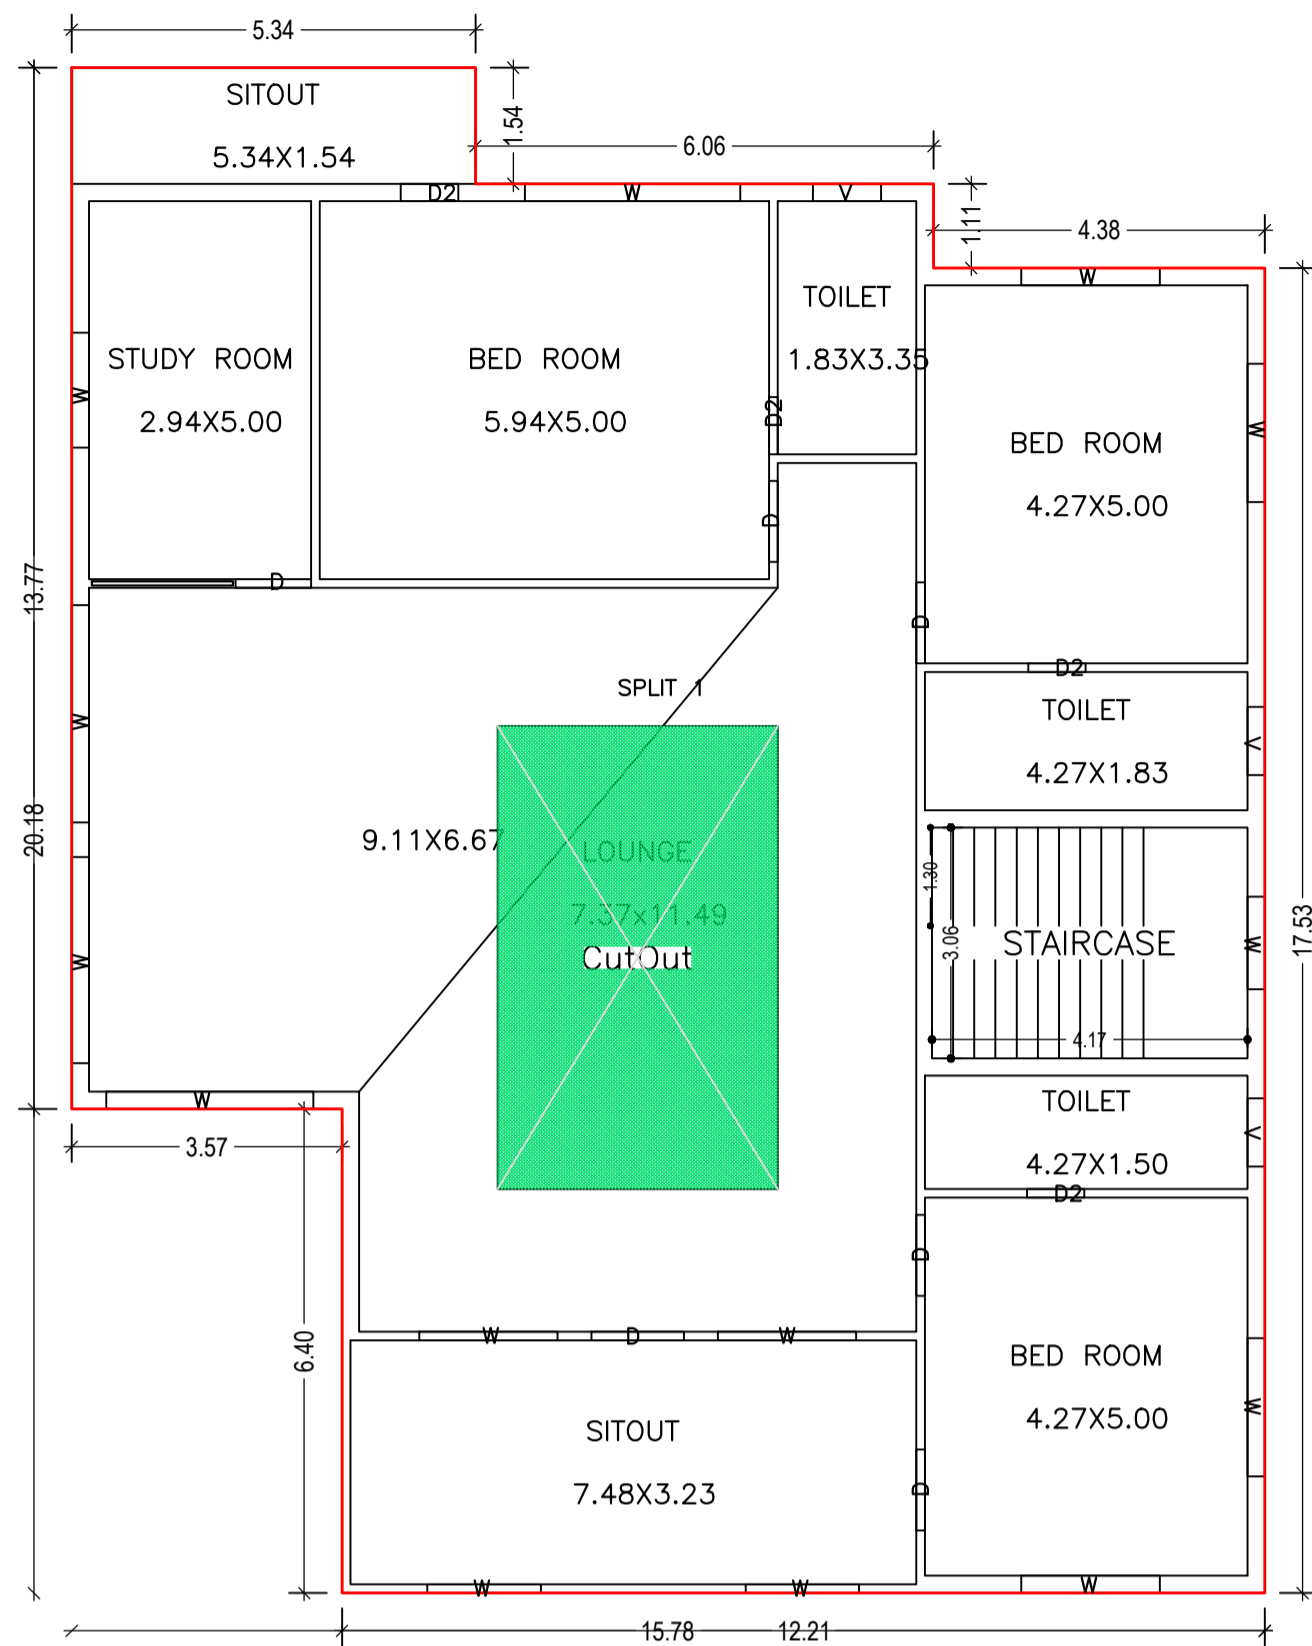 5.34
SITOUT
5.34X1.54
1.54
6.06
1.11
4.38
D2
W
V
W
TOILET
1.83X3.35
STUDY ROOM
2.94X5.00
BED ROOM
5.94X5.00
W
D2
W
BED ROOM
4.27X5.00
D
D
13.77
D
D2
SPLIT 1
W
TOILET
4.27X1.83
V
20.18
9.11X6.67
LOUNGE
7.37x11.49
CutOut
1.30
3.06
STAIRCASE
W
17.53
W
4.17
W
3.57
TOILET
4.27X1.50
V
D2
D
W
D
W
6.40
BED ROOM
4.27X5.00
W
SITOUT
7.48X3.23
D
W
W
W
15.78
12.21